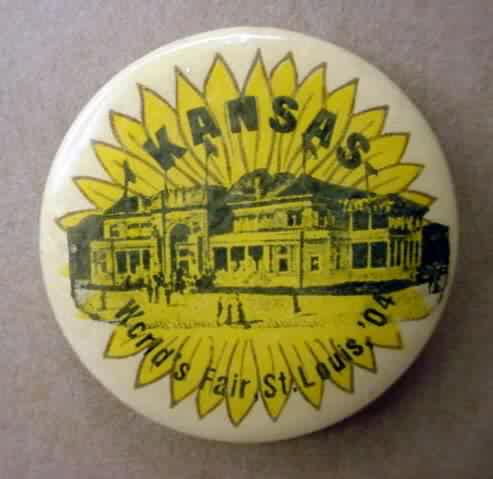 KANSAS
World's Fair, St. Louis, '04